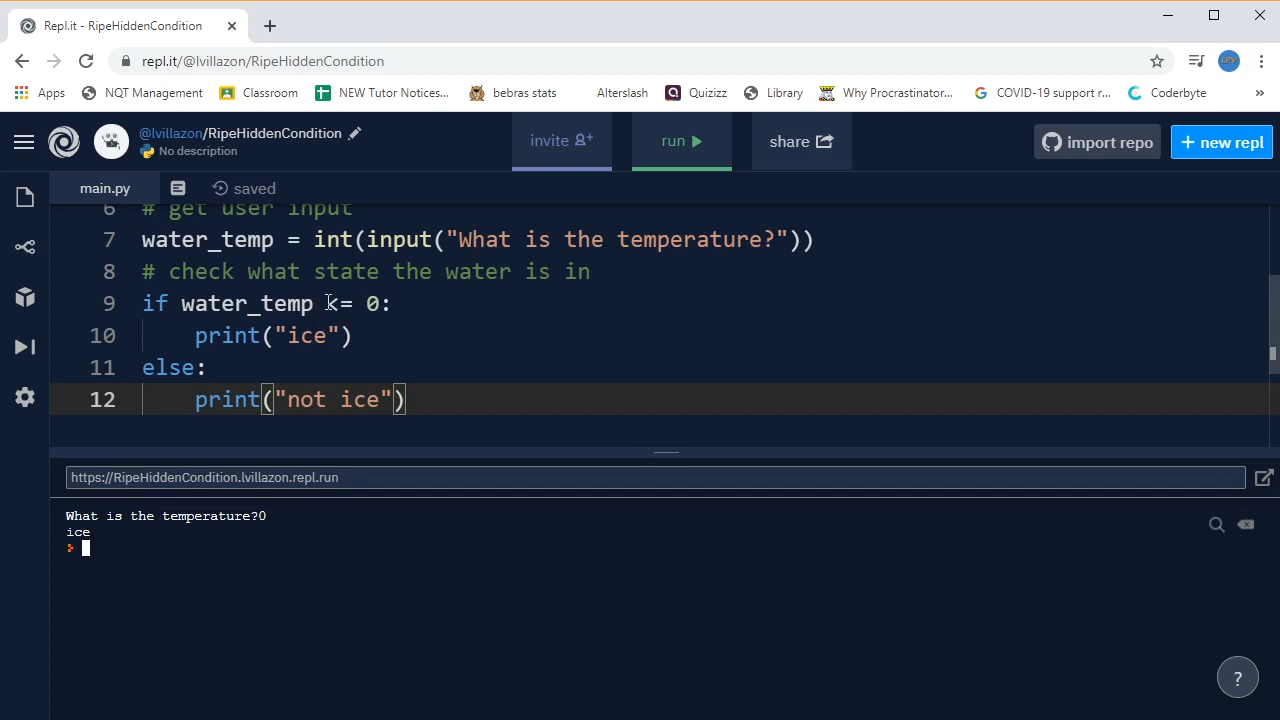 Repl.it - RipeHiddenCondition
repl.it/@lvillazon/RipeHiddenCondition
Apps NQT Management Classroom NEW Tutor Notices... bebras stats Alterslash Quizizz Library Why Procrastinator... COVID-19 support r... Coderbyte »
@lvillazon/RipeHiddenCondition
No description
invite
run
share
import repo
+ new repl
main.py
saved
6 # get user input
7 water_temp = int(input("What is the temperature?"))
8 # check what state the water is in
9 if water_temp <= 0:
10 print("ice")
11 else:
12 print("not ice")
https://RipeHiddenCondition.lvillazon.repl.run
What is the temperature?0
ice
?